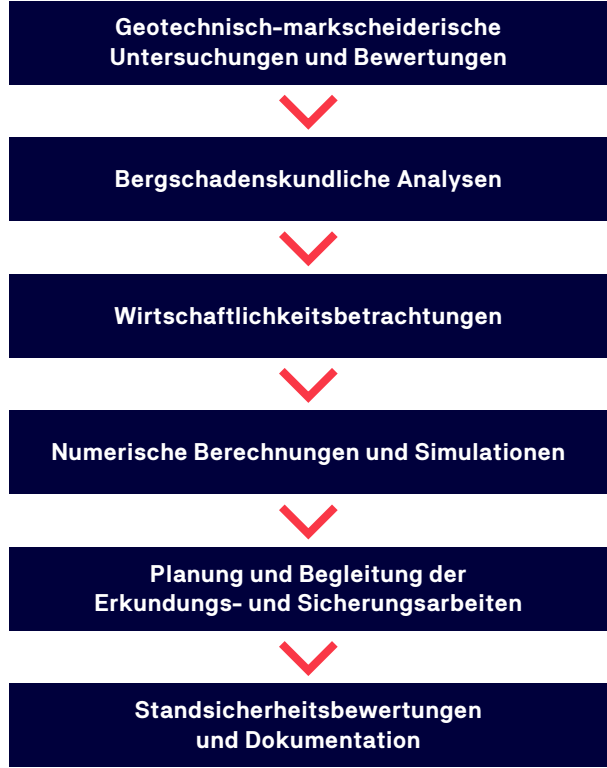 Geotechnisch-markscheiderische
Untersuchungen und Bewertungen
Bergschadenskundliche Analysen
Wirtschaftlichkeitsbetrachtungen
Numerische Berechnungen und Simulationen
Planung und Begleitung der
Erkundungs- und Sicherungsarbeiten
Standsicherheitsbewertungen
und Dokumentation